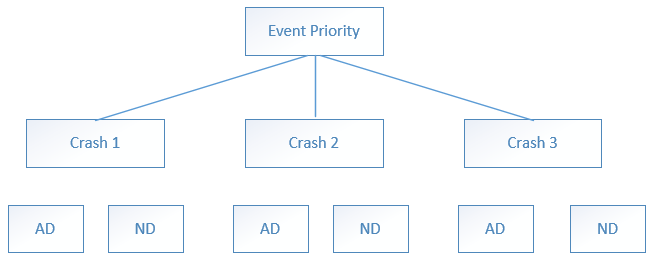 Event Priority
Crash 1
Crash 2
Crash 3
AD
ND
AD
ND
AD
ND